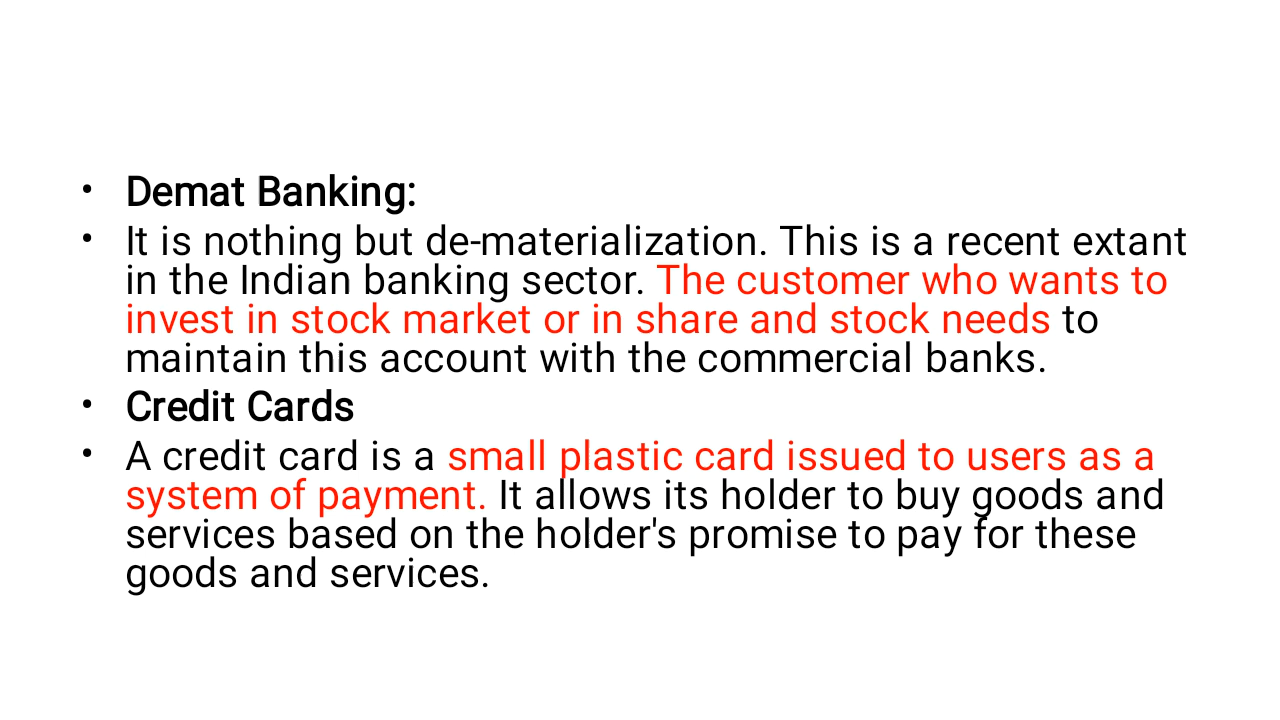 • Demat Banking:
• It is nothing but de-materialization. This is a recent extant
in the Indian banking sector. The customer who wants to
invest in stock market or in share and stock needs to
maintain this account with the commercial banks.
• Credit Cards
• A credit card is a small plastic card issued to users as a
system of payment. It allows its holder to buy goods and
services based on the holder's promise to pay for these
goods and services.